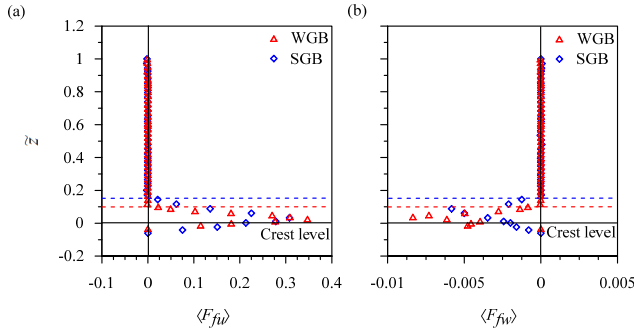 (a)
(b)
1.2
1
0.8
0.6
0.4
0.2
0
-0.2
z̃
WGB
SGB
Crest level
-0.1 0 0.1 0.2 0.3 0.4
⟨F_fu⟩
WGB
SGB
Crest level
-0.01 -0.005 0 0.005
⟨F_fw⟩